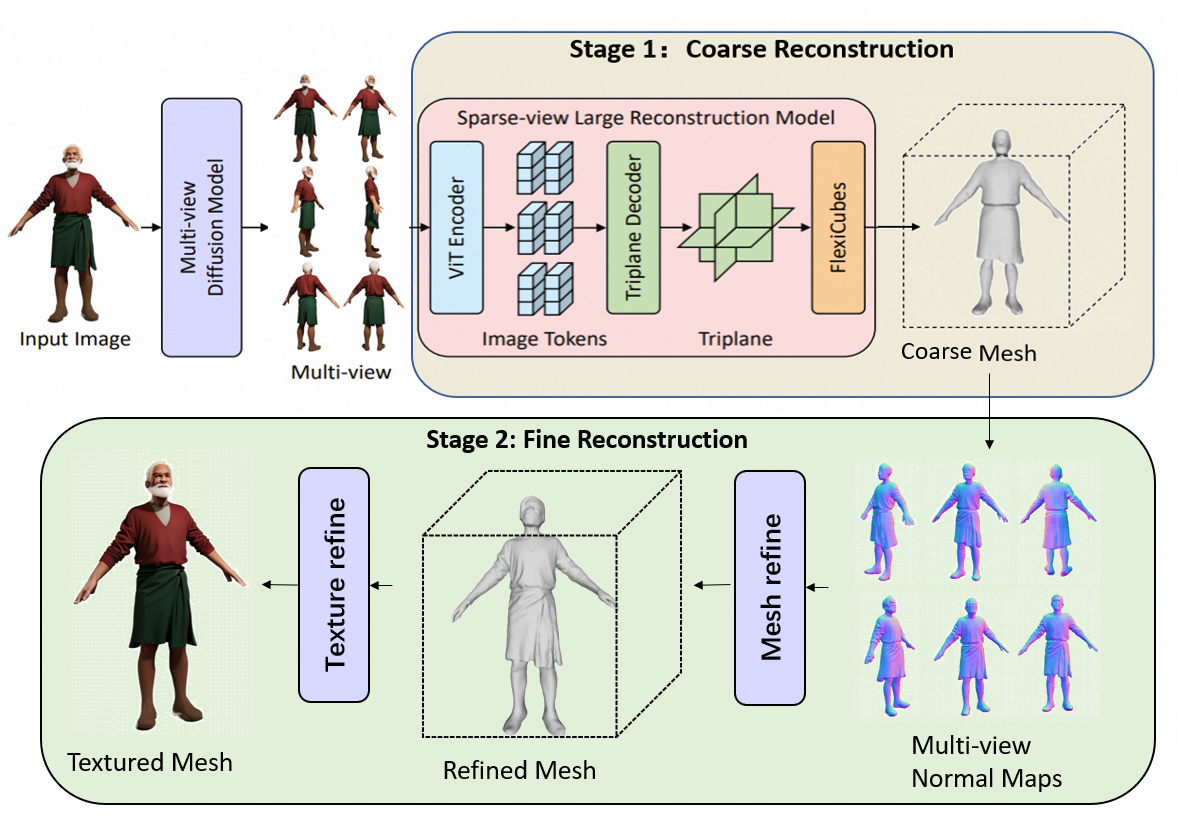 Stage 1： Coarse Reconstruction
Sparse-view Large Reconstruction Model
Input Image
Multi-view
Diffusion Model
Multi-view
ViT Encoder
Image Tokens
Triplane Decoder
Triplane
FlexiCubes
Coarse Mesh
Stage 2: Fine Reconstruction
Multi-view
Normal Maps
Mesh refine
Refined Mesh
Texture refine
Textured Mesh